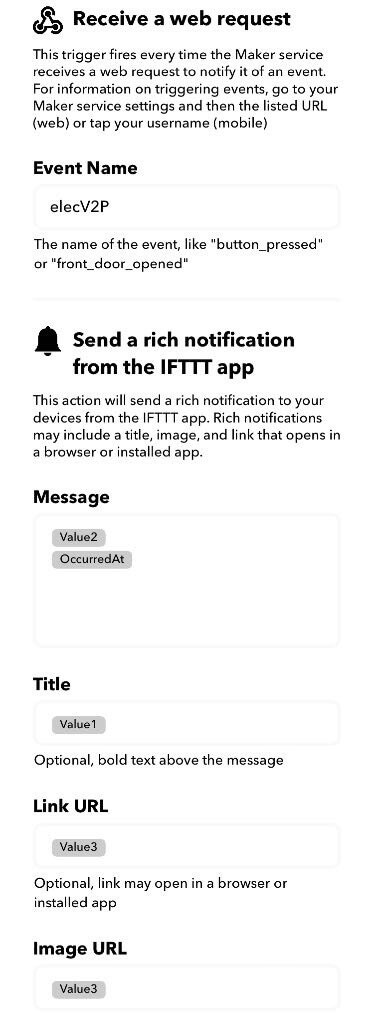 Receive a web request
This trigger fires every time the Maker service
receives a web request to notify it of an event.
For information on triggering events, go to your
Maker service settings and then the listed URL
(web) or tap your username (mobile)
Event Name
elecV2P
The name of the event, like "button_pressed"
or "front_door_opened"
Send a rich notification
from the IFTTT app
This action will send a rich notification to your
devices from the IFTTT app. Rich notifications
may include a title, image, and link that opens in
a browser or installed app.
Message
Value2
OccurredAt
Title
Value1
Optional, bold text above the message
Link URL
Value3
Optional, link may open in a browser or
installed app
Image URL
Value3